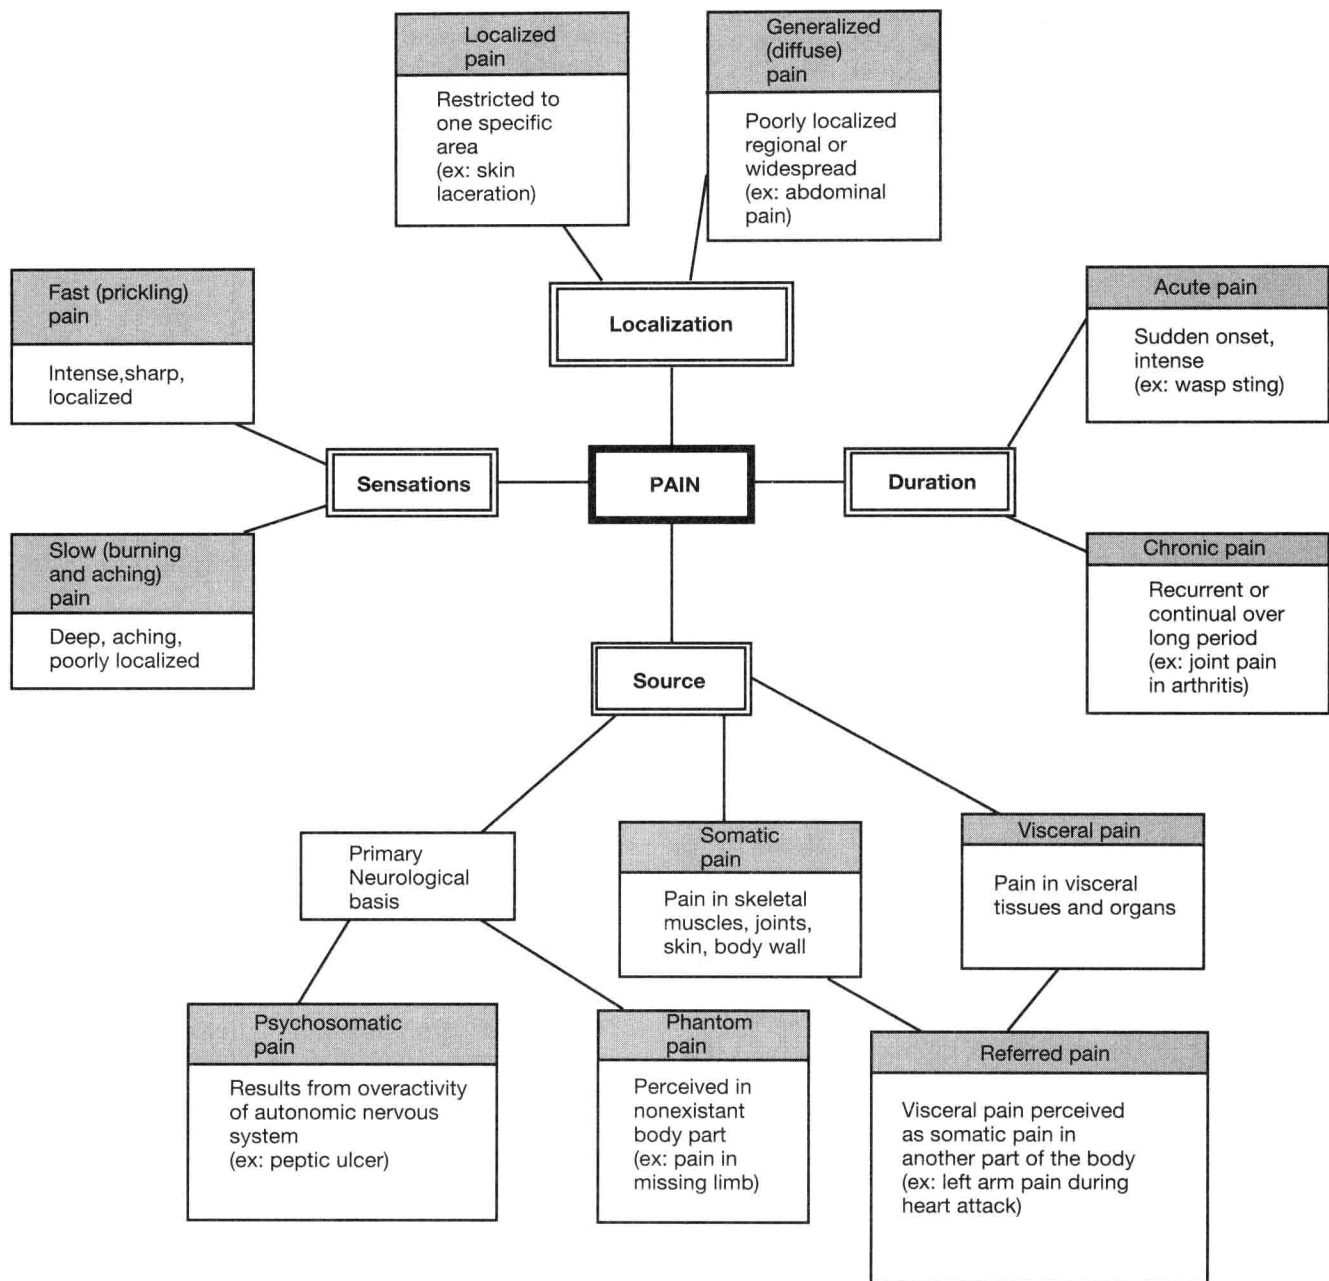 Localized
pain
Restricted to
one specific
area
(ex: skin
laceration)
Generalized
(diffuse)
pain
Poorly localized
regional or
widespread
(ex: abdominal
pain)
Localization
Fast (prickling)
pain
Intense,sharp,
localized
Slow (burning
and aching)
pain
Deep, aching,
poorly localized
Sensations
PAIN
Duration
Acute pain
Sudden onset,
intense
(ex: wasp sting)
Chronic pain
Recurrent or
continual over
long period
(ex: joint pain
in arthritis)
Source
Primary
Neurological
basis
Somatic
pain
Pain in skeletal
muscles, joints,
skin, body wall
Visceral pain
Pain in visceral
tissues and organs
Psychosomatic
pain
Results from overactivity
of autonomic nervous
system
(ex: peptic ulcer)
Phantom
pain
Perceived in
nonexistant
body part
(ex: pain in
missing limb)
Referred pain
Visceral pain perceived
as somatic pain in
another part of the body
(ex: left arm pain during
heart attack)